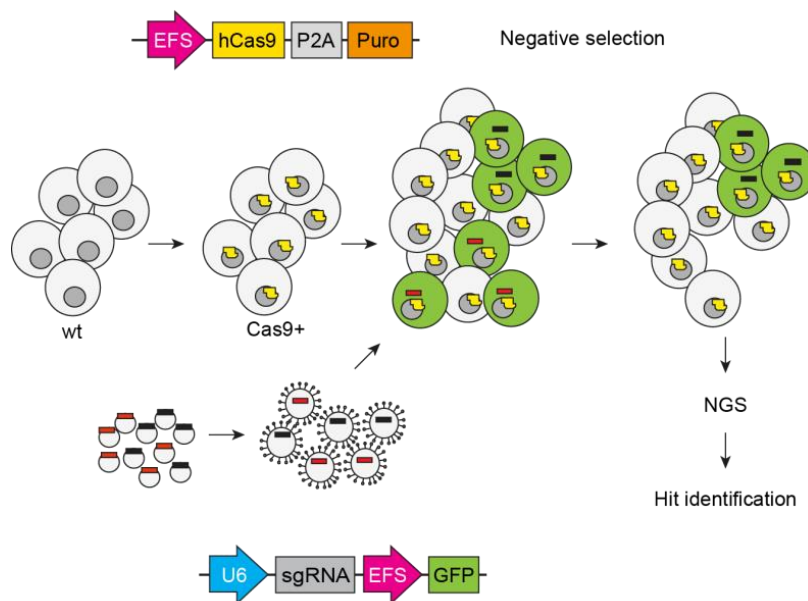 EFS hCas9 P2A Puro
Negative selection
wt
Cas9+
NGS
Hit identification
U6 sgRNA EFS GFP